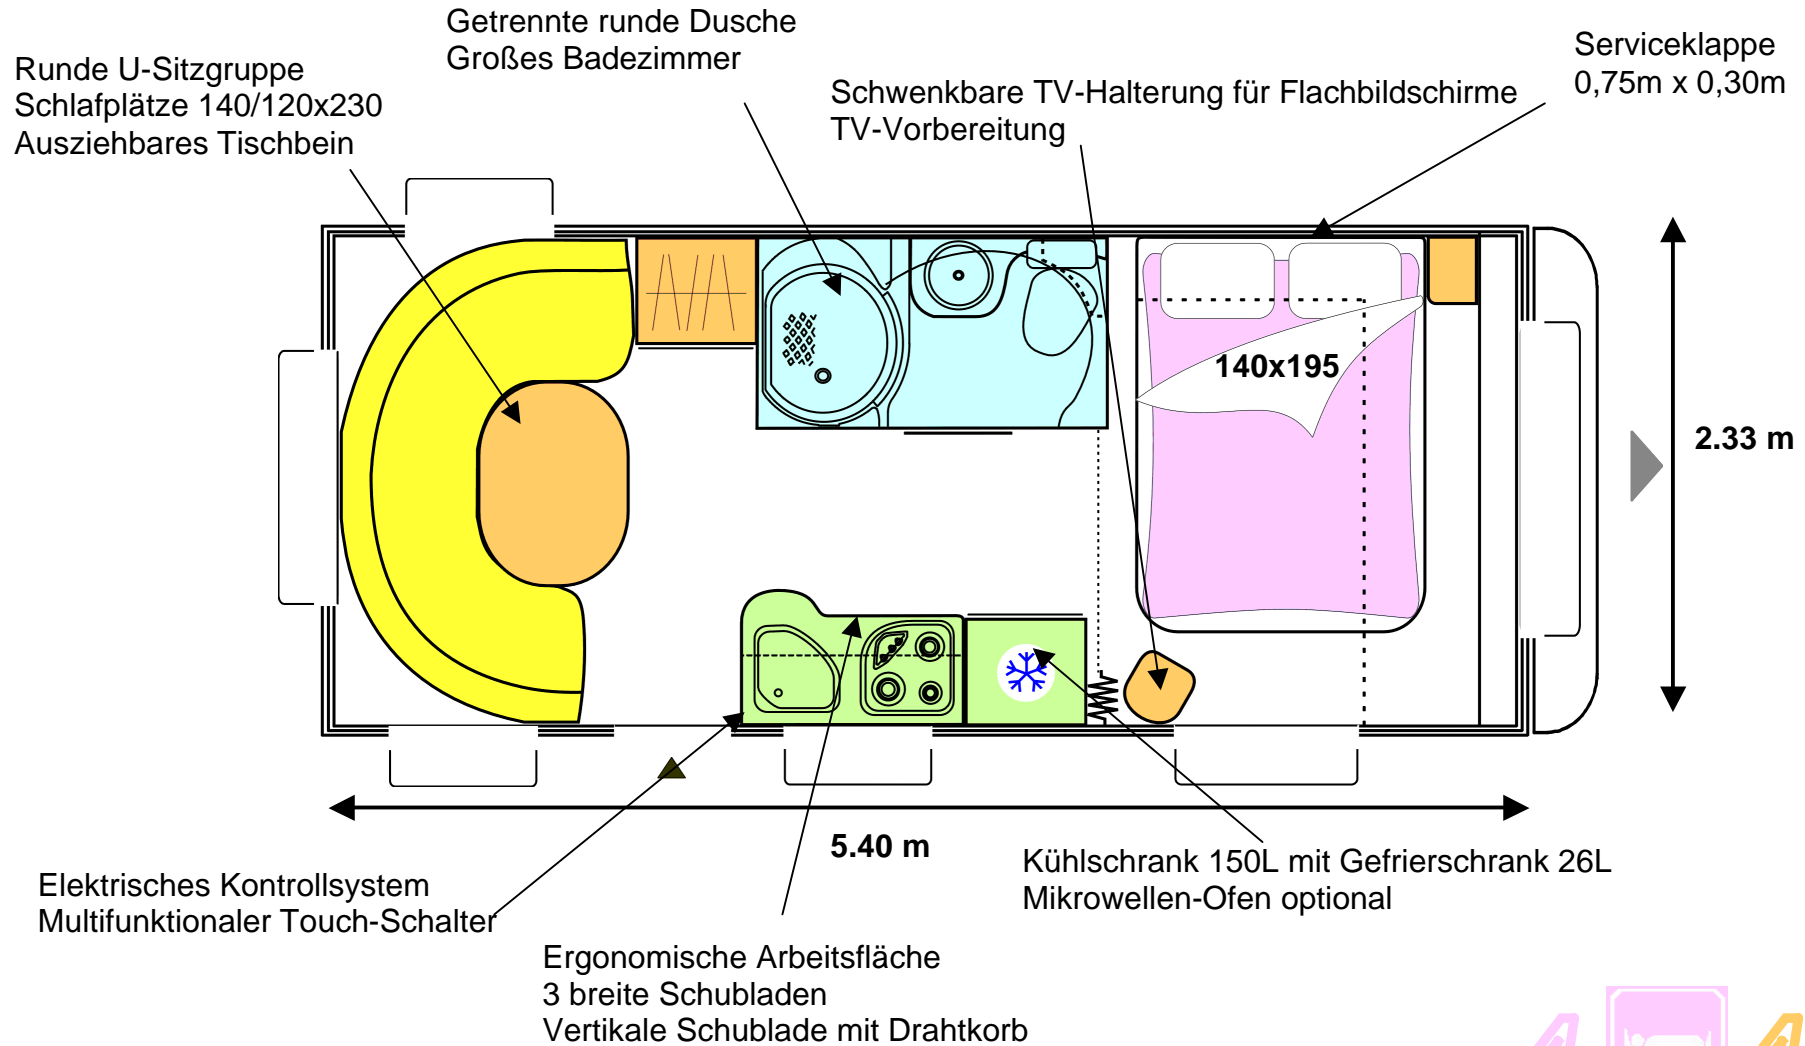 Getrennte runde Dusche
Großes Badezimmer
Serviceklappe
0,75m x 0,30m
Runde U-Sitzgruppe
Schlafplätze 140/120x230
Ausziehbares Tischbein
Schwenkbare TV-Halterung für Flachbildschirme
TV-Vorbereitung
140x195
2.33 m
5.40 m
Elektrisches Kontrollsystem
Multifunktionaler Touch-Schalter
Kühlschrank 150L mit Gefrierschrank 26L
Mikrowellen-Ofen optional
Ergonomische Arbeitsfläche
3 breite Schubladen
Vertikale Schublade mit Drahtkorb